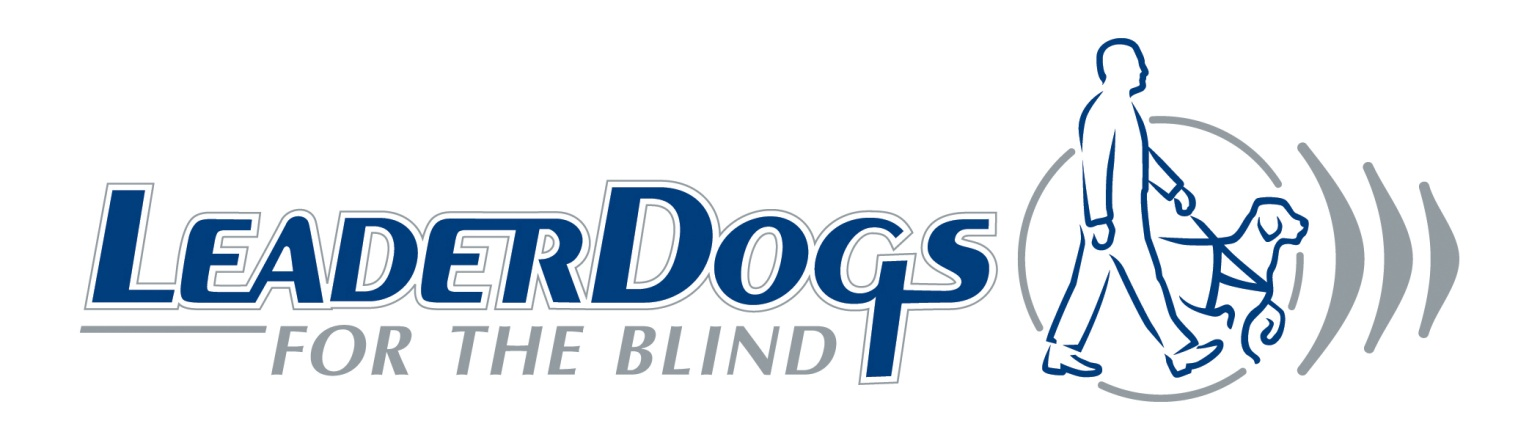 LEADERDOGS
FOR THE BLIND